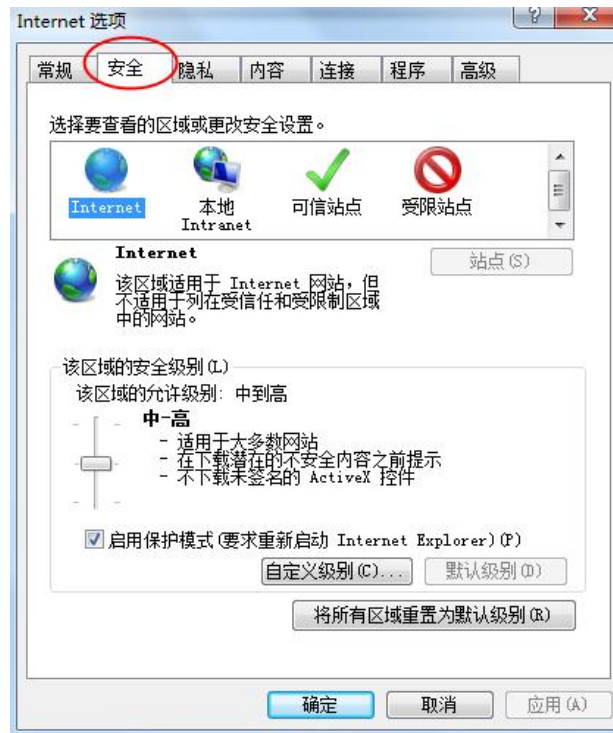 Internet 选项
常规 安全 隐私 内容 连接 程序 高级
选择要查看的区域或更改安全设置。
Internet 本地 Intranet 可信站点 受限站点
Internet
站点(S)
该区域适用于 Internet 网站，但
不适用于列在受信任和受限制区域
中的网站。
该区域的安全级别(L)
该区域的允许级别: 中到高
中-高
- 适用于大多数网站
- 在下载潜在的不安全内容之前提示
- 不下载未签名的 ActiveX 控件
启用保护模式(要求重新启动 Internet Explorer)(P)
自定义级别(C)... 默认级别(D)
将所有区域重置为默认级别(R)
确定 取消 应用(A)